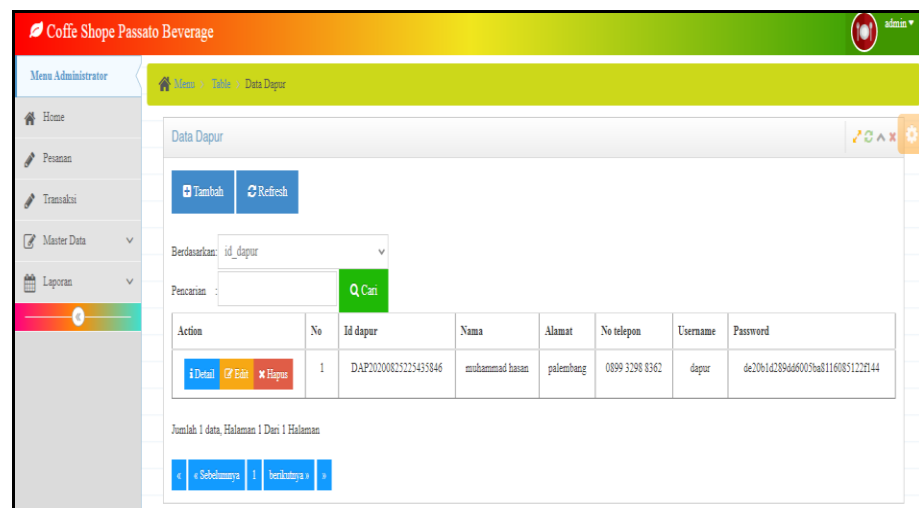 Coffe Shope Passato Beverage
admin
Menu Administrator
Menu > Table > Data Dapur
Home
Pesanan
Transaksi
Master Data
Laporan
Data Dapur
Tambah Refresh
Berdasarkan: id_dapur
Pencarian : Cari
Action No Id dapur Nama Alamat No telepon Username Password
Detail Edit Hapus 1 DAP20200825225435846 muhammad hasan palembang 0899 3298 8362 dapur de20b1d289dd6005ba8116085122f144
Jumlah 1 data, Halaman 1 Dari 1 Halaman
« « Sebelumnya 1 berikutnya » »